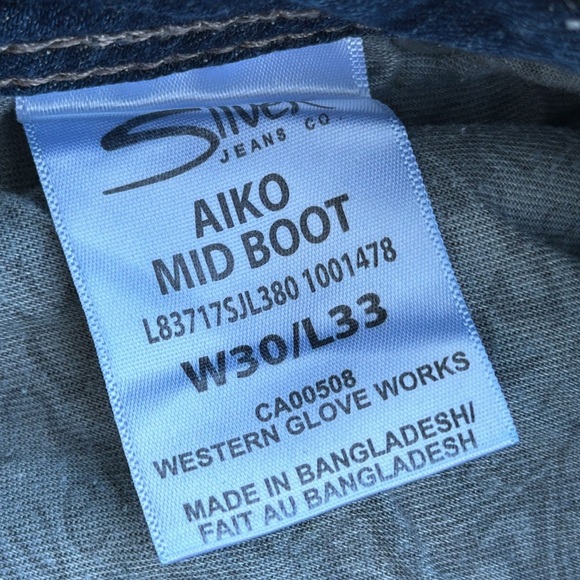 Silver
JEANS CO.
AIKO
MID BOOT
L83717SJL380 1001478
W30/L33
CA00508
WESTERN GLOVE WORKS
MADE IN BANGLADESH/
FAIT AU BANGLADESH